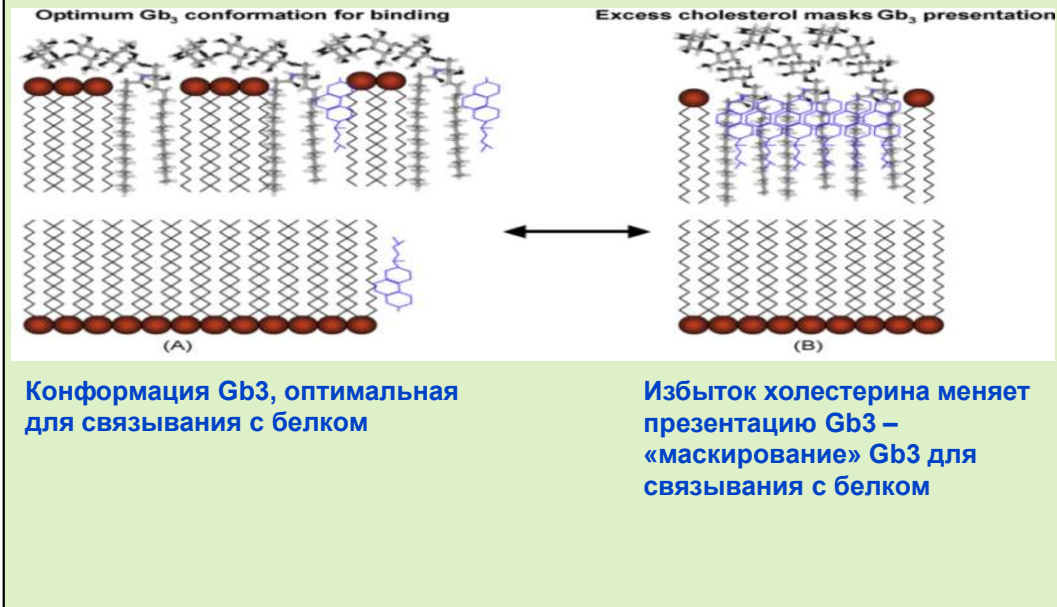 Optimum Gb₃ conformation for binding
Excess cholesterol masks Gb₃ presentation
(A)
(B)
Конформация Gb3, оптимальная
для связывания с белком
Избыток холестерина меняет
презентацию Gb3 –
«маскирование» Gb3 для
связывания с белком